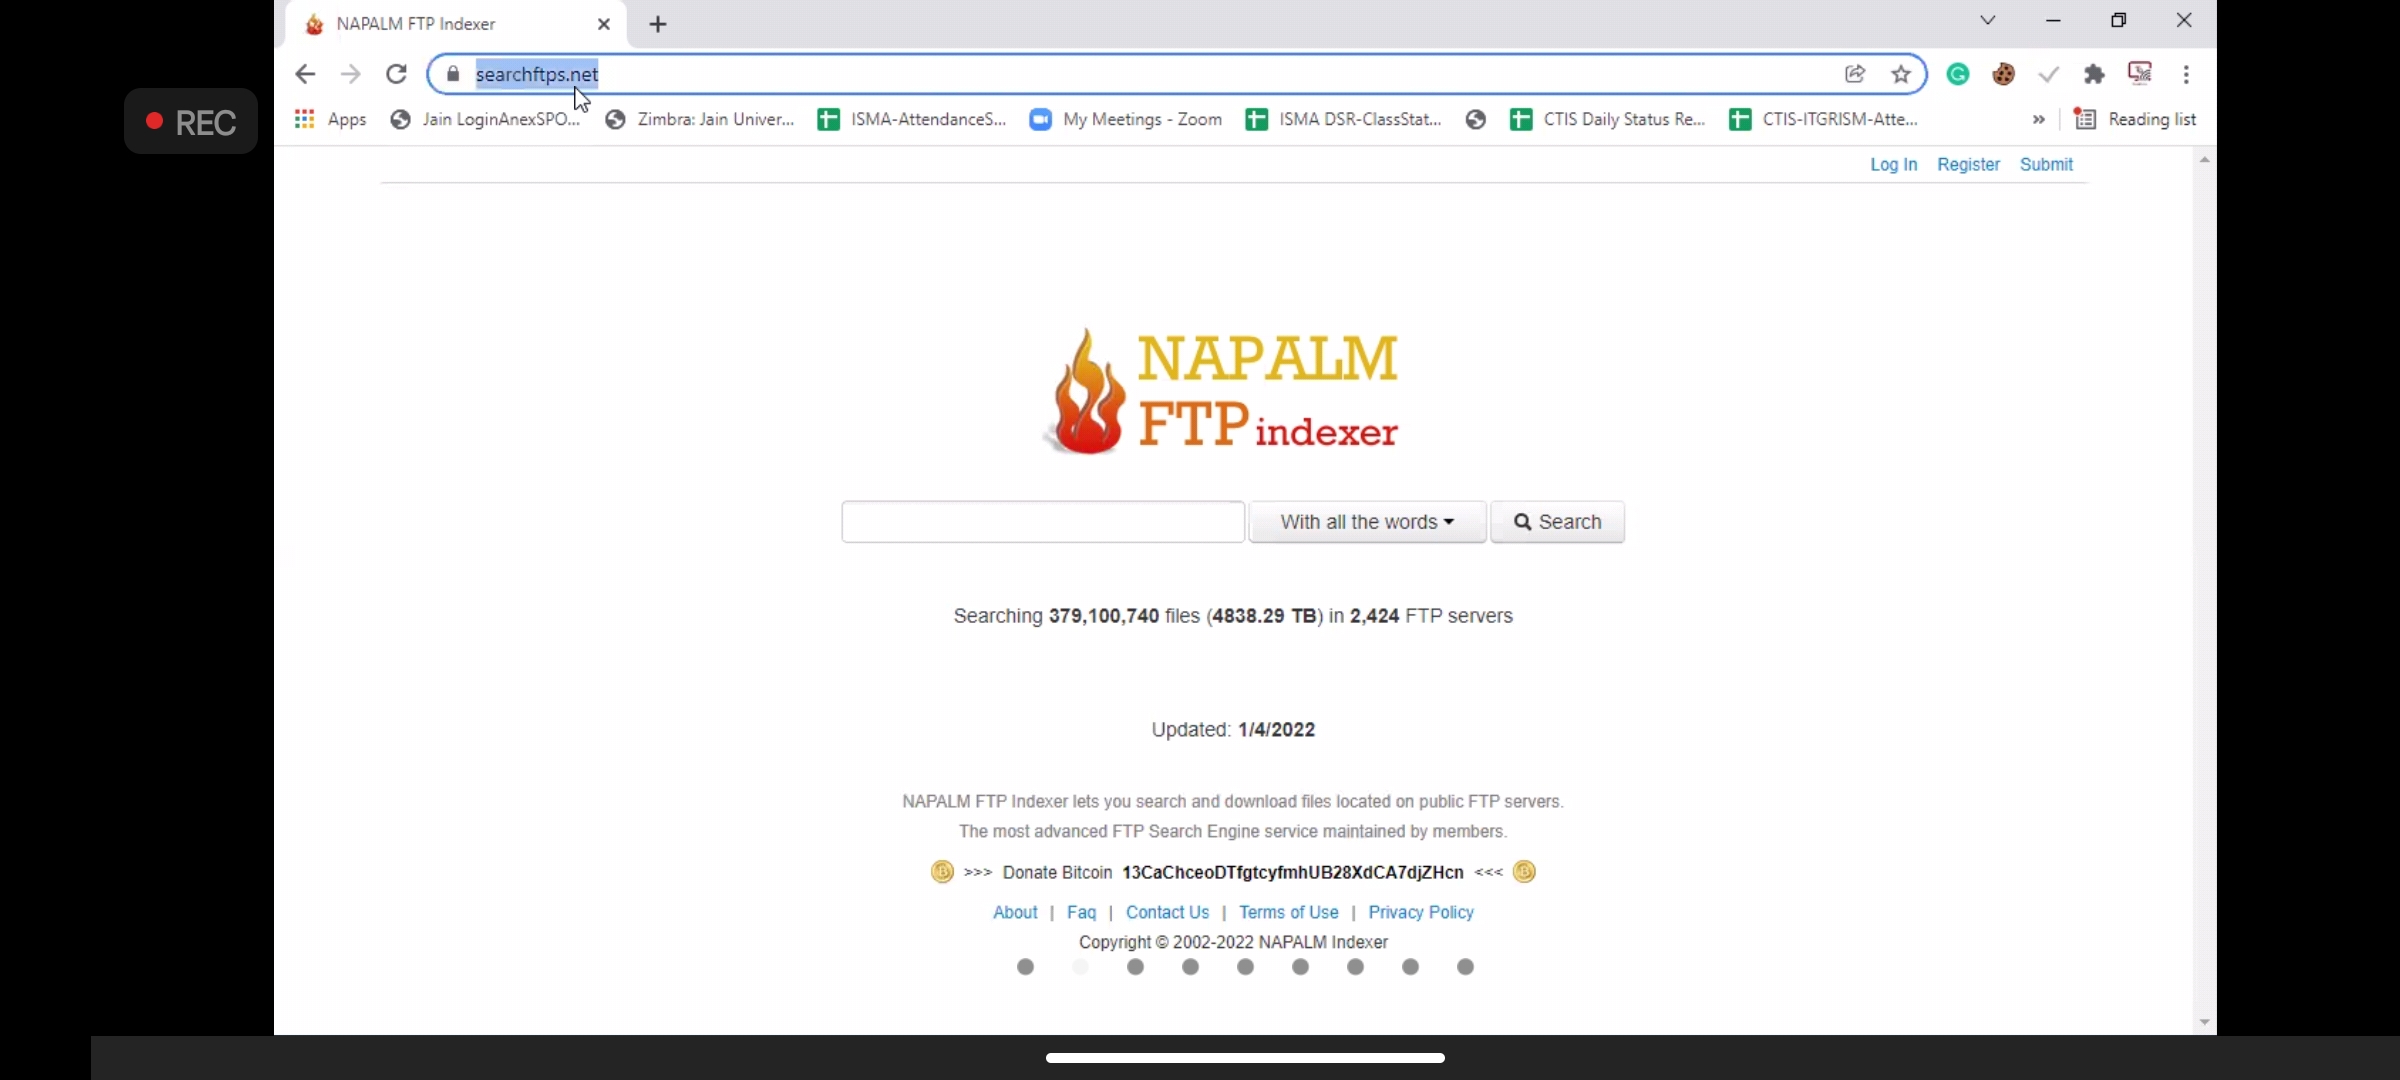 NAPALM FTP Indexer
REC
searchftps.net
Apps Jain LoginAnexSPO... Zimbra: Jain Univer... ISMA-AttendanceS... My Meetings - Zoom ISMA DSR-ClassStat... CTIS Daily Status Re... CTIS-ITGRISM-Atte... » Reading list
Log In Register Submit
NAPALM
FTP indexer
With all the words Search
Searching 379,100,740 files (4838.29 TB) in 2,424 FTP servers
Updated: 1/4/2022
NAPALM FTP Indexer lets you search and download files located on public FTP servers.
The most advanced FTP Search Engine service maintained by members.
>>> Donate Bitcoin 13CaChceoDTfgtcyfmhUB28XdCA7djZHcn <<<
About | Faq | Contact Us | Terms of Use | Privacy Policy
Copyright © 2002-2022 NAPALM Indexer